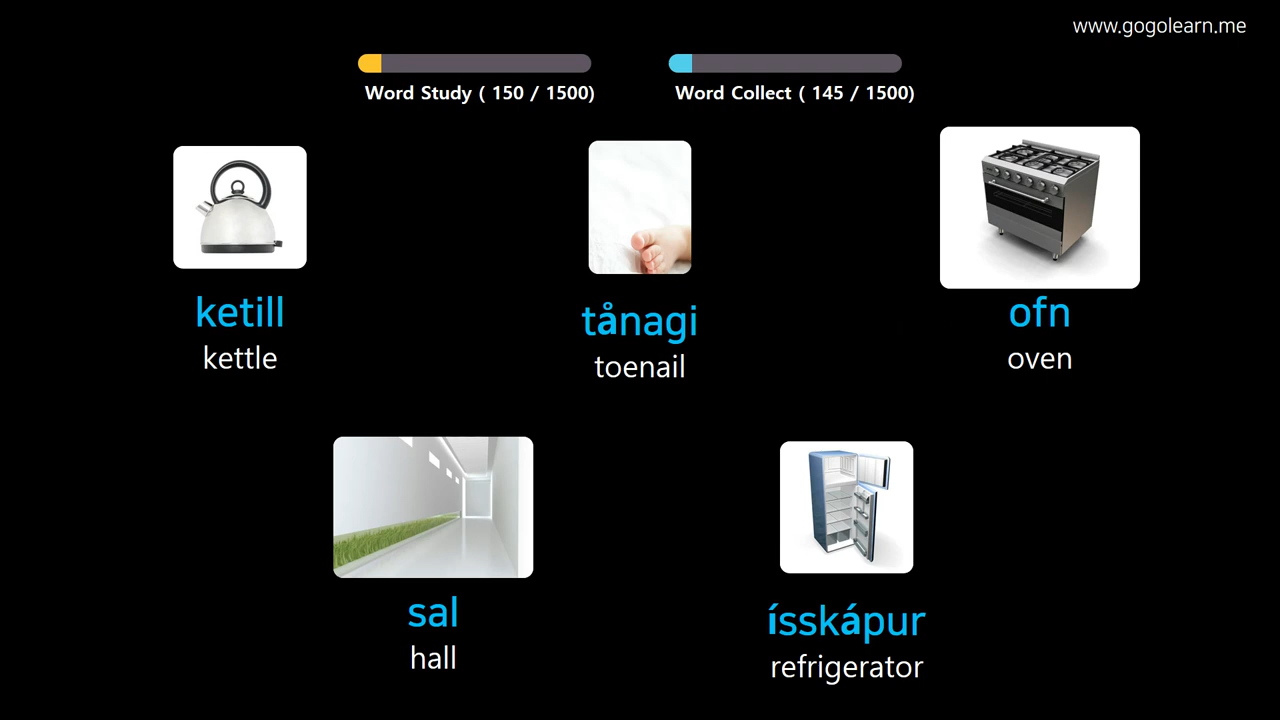 www.gogolearn.me
Word Study ( 150 / 1500)
Word Collect ( 145 / 1500)
ketill
kettle
tånagi
toenail
ofn
oven
sal
hall
ísskápur
refrigerator